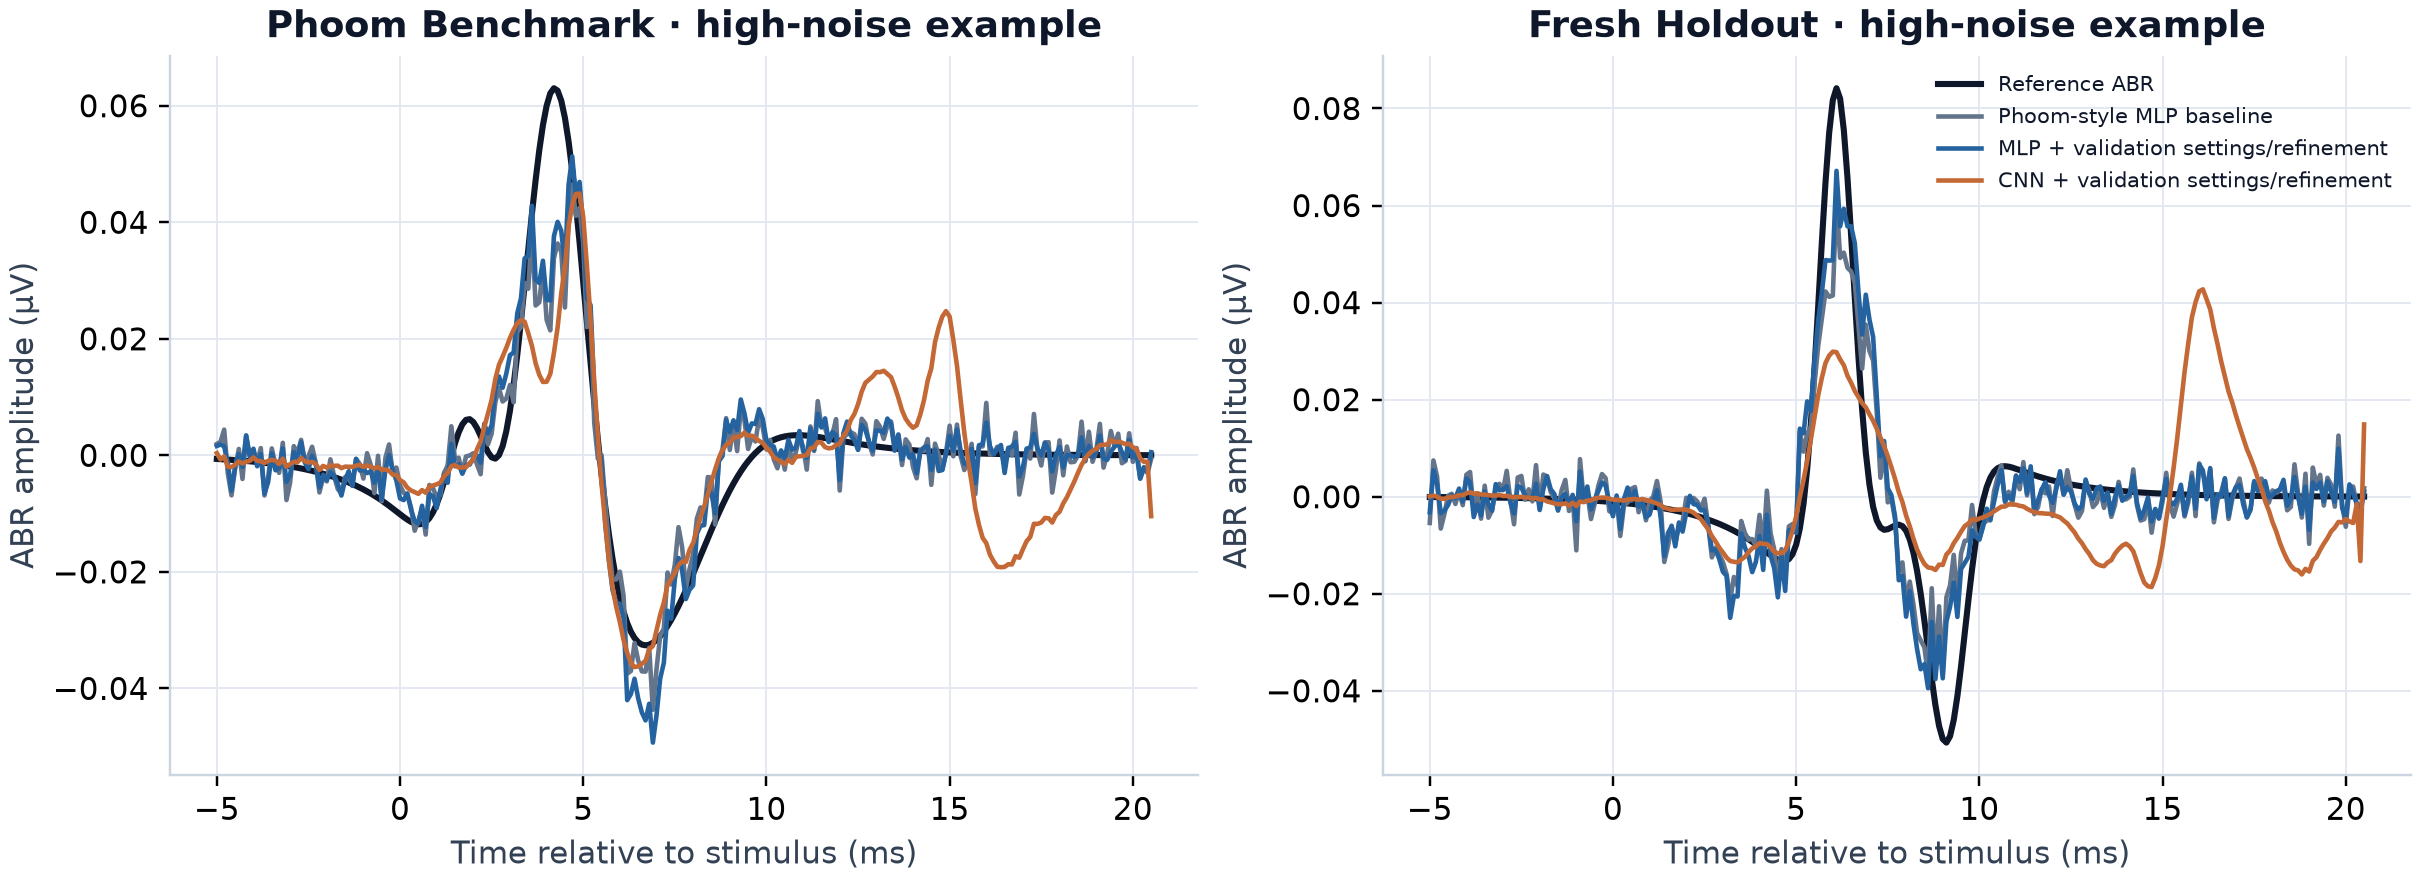 Phoom Benchmark · high-noise example
ABR amplitude (µV)
0.06
0.04
0.02
0.00
−0.02
−0.04
−5
0
5
10
15
20
Time relative to stimulus (ms)
Fresh Holdout · high-noise example
Reference ABR
Phoom-style MLP baseline
MLP + validation settings/refinement
CNN + validation settings/refinement
ABR amplitude (µV)
0.08
0.06
0.04
0.02
0.00
−0.02
−0.04
−5
0
5
10
15
20
Time relative to stimulus (ms)